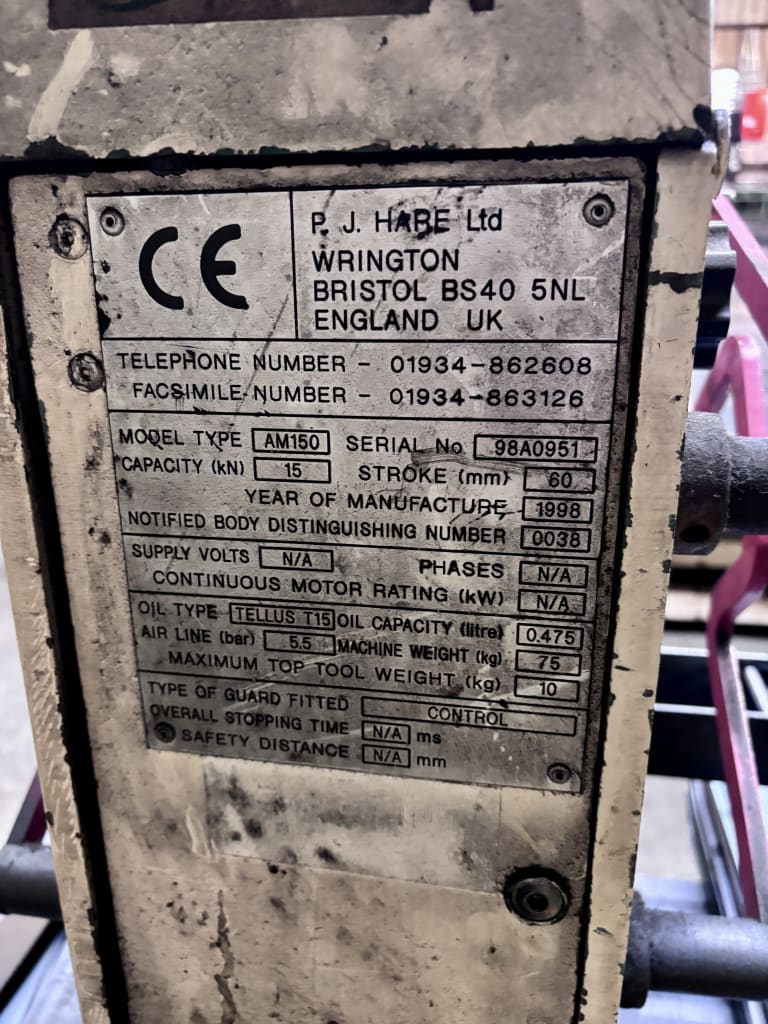 CE
P. J. HARE Ltd
WRINGTON
BRISTOL BS40 5NL
ENGLAND UK
TELEPHONE NUMBER - 01934-862608
FACSIMILE NUMBER - 01934-863126
MODEL TYPE AM150 SERIAL No 98A0951
CAPACITY (kN) 15 STROKE (mm) 60
YEAR OF MANUFACTURE 1998
NOTIFIED BODY DISTINGUISHING NUMBER 0038
SUPPLY VOLTS N/A PHASES N/A
CONTINUOUS MOTOR RATING (kW) N/A
OIL TYPE TELLUS T15 OIL CAPACITY (litre) 0.475
AIR LINE (bar) 5.5 MACHINE WEIGHT (kg) 75
MAXIMUM TOP TOOL WEIGHT (kg) 10
TYPE OF GUARD FITTED CONTROL
OVERALL STOPPING TIME N/A ms
SAFETY DISTANCE N/A mm